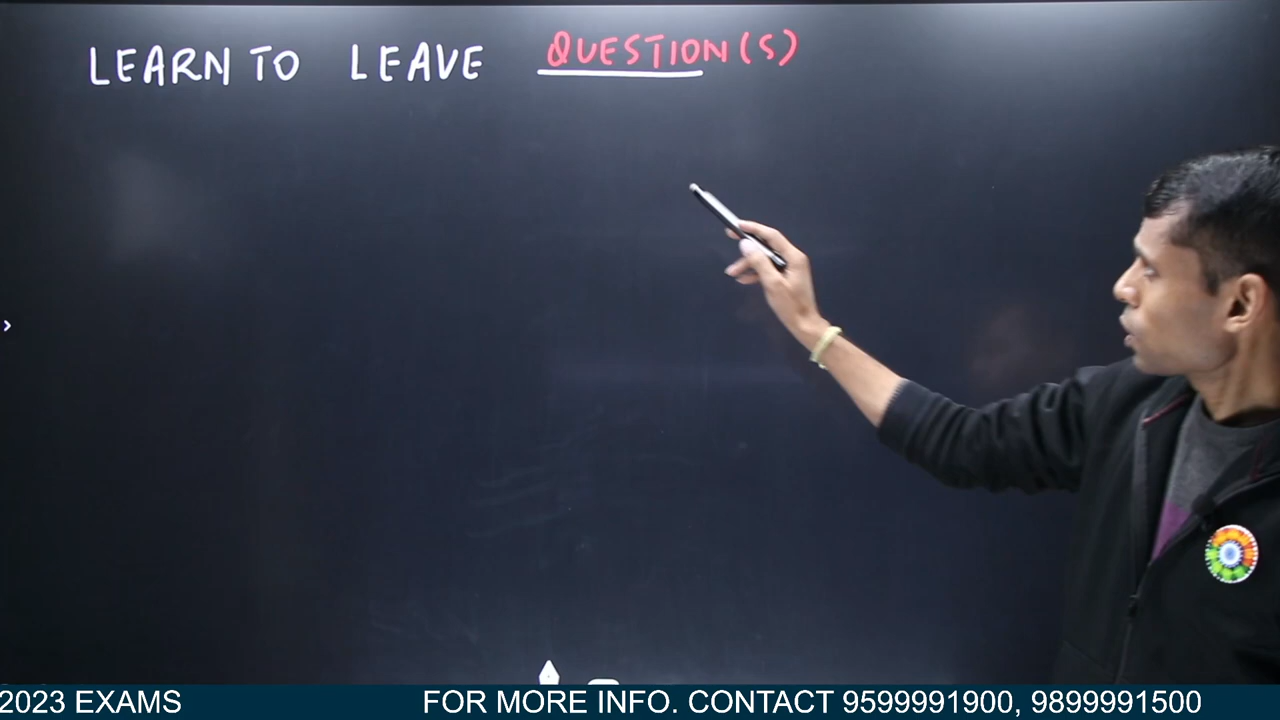 LEARN TO LEAVE QUESTION(S)
2023 EXAMS FOR MORE INFO. CONTACT 9599991900, 9899991500